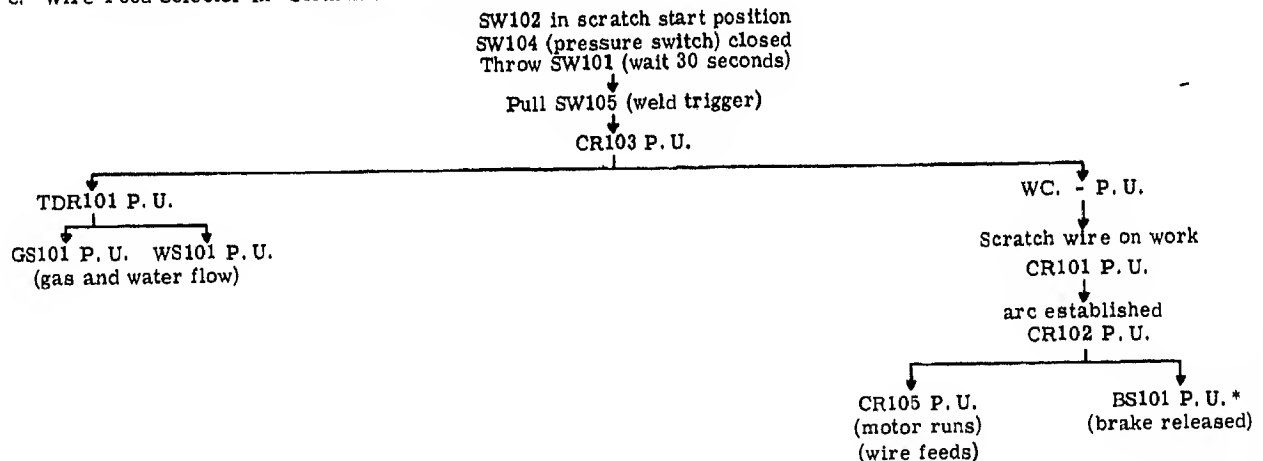 SW102 in scratch start position
SW104 (pressure switch) closed
Throw SW101 (wait 30 seconds)
Pull SW105 (weld trigger)
CR103 P. U.
TDR101 P. U.
GS101 P. U. WS101 P. U.
(gas and water flow)
WC. - P. U.
Scratch wire on work
CR101 P. U.
arc established
CR102 P. U.
CR105 P. U.
(motor runs)
(wire feeds)
BS101 P. U. *
(brake released)